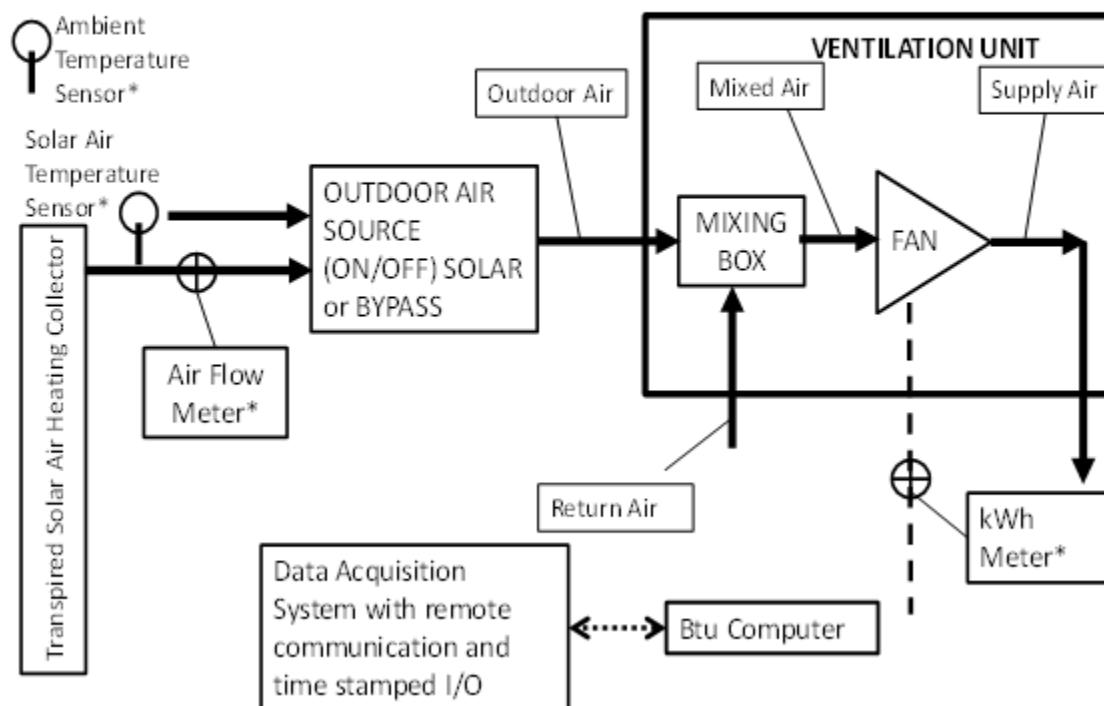 Ambient
Temperature
Sensor*
VENTILATION UNIT
Outdoor Air
Mixed Air
Supply Air
Solar Air
Temperature
Sensor*
OUTDOOR AIR
SOURCE
(ON/OFF) SOLAR
or BYPASS
MIXING
BOX
FAN
Transpired Solar Air Heating Collector
Air Flow
Meter*
Return Air
kWh
Meter*
Data Acquisition
System with remote
communication and
time stamped I/O
Btu Computer